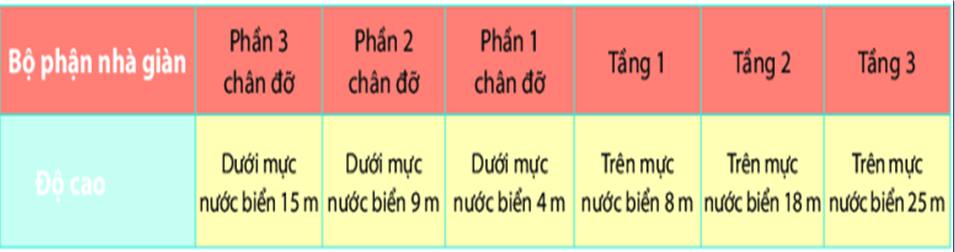 Bộ phận nhà giàn
Phần 3
chân đỡ
Phần 2
chân đỡ
Phần 1
chân đỡ
Tầng 1
Tầng 2
Tầng 3
Độ cao
Dưới mực
nước biển 15 m
Dưới mực
nước biển 9 m
Dưới mực
nước biển 4 m
Trên mực
nước biển 8 m
Trên mực
nước biển 18 m
Trên mực
nước biển 25 m